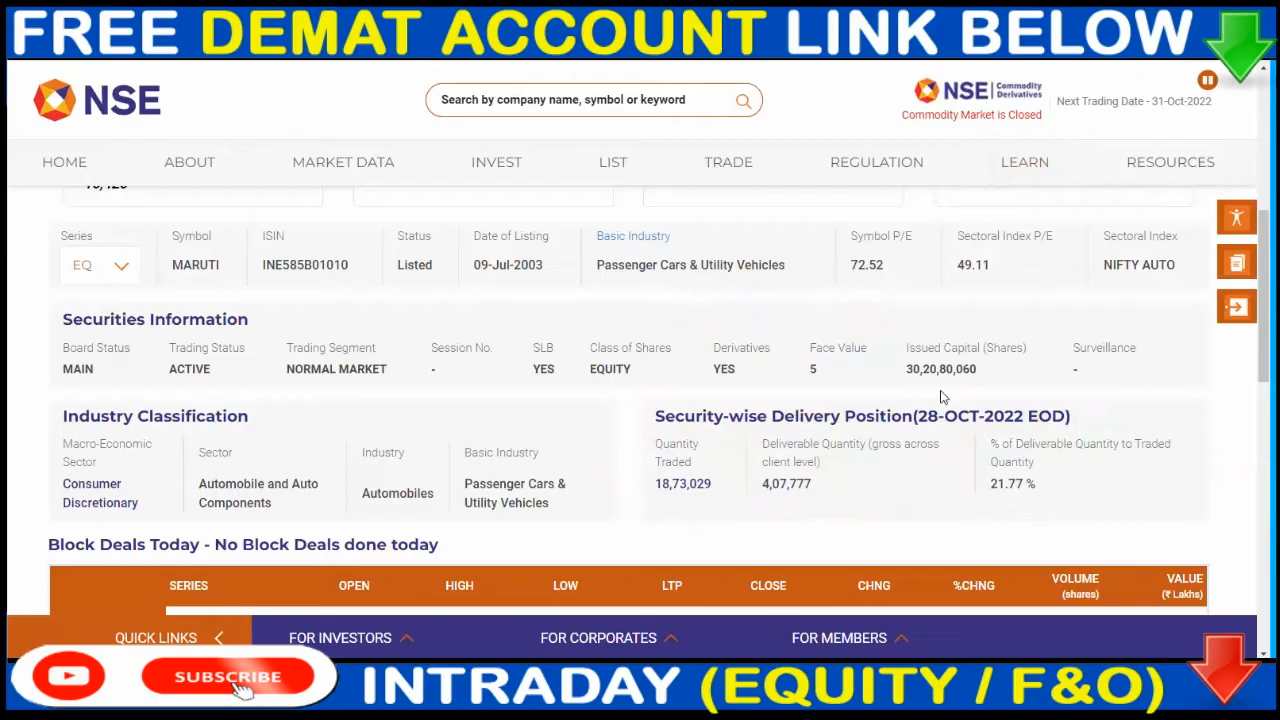 FREE DEMAT ACCOUNT LINK BELOW
NSE
Search by company name, symbol or keyword
NSE Commodity Derivatives
Commodity Market is Closed
Next Trading Date - 31-Oct-2022
HOME ABOUT MARKET DATA INVEST LIST TRADE REGULATION LEARN RESOURCES
Series Symbol ISIN Status Date of Listing Basic Industry Symbol P/E Sectoral Index P/E Sectoral Index
EQ MARUTI INE585B01010 Listed 09-Jul-2003 Passenger Cars & Utility Vehicles 72.52 49.11 NIFTY AUTO
Securities Information
Board Status Trading Status Trading Segment Session No. SLB Class of Shares Derivatives Face Value Issued Capital (Shares) Surveillance
MAIN ACTIVE NORMAL MARKET - YES EQUITY YES 5 30,20,80,060 -
Industry Classification
Macro-Economic Sector
Sector
Industry
Basic Industry
Consumer Discretionary
Automobile and Auto Components
Automobiles
Passenger Cars & Utility Vehicles
Security-wise Delivery Position(28-OCT-2022 EOD)
Quantity Traded
Deliverable Quantity (gross across client level)
% of Deliverable Quantity to Traded Quantity
18,73,029 4,07,777 21.77 %
Block Deals Today - No Block Deals done today
SERIES OPEN HIGH LOW LTP CLOSE CHNG %CHNG VOLUME (shares) VALUE (₹ Lakhs)
QUICK LINKS FOR INVESTORS FOR CORPORATES FOR MEMBERS
SUBSCRIBE
INTRADAY (EQUITY / F&O)